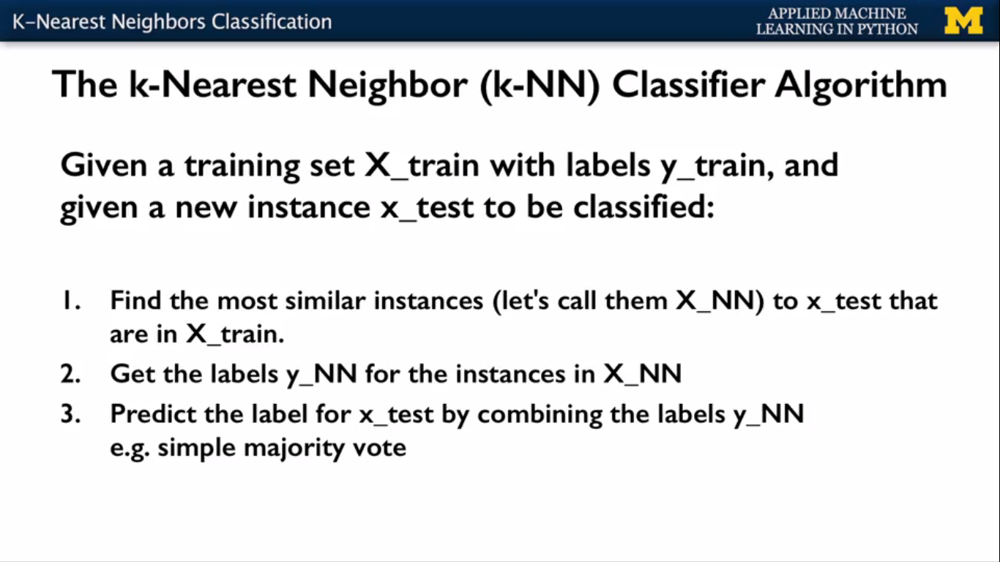 K-Nearest Neighbors Classification
APPLIED MACHINE
LEARNING IN PYTHON
M
The k-Nearest Neighbor (k-NN) Classifier Algorithm
Given a training set X_train with labels y_train, and
given a new instance x_test to be classified:
1. Find the most similar instances (let's call them X_NN) to x_test that
are in X_train.
2. Get the labels y_NN for the instances in X_NN
3. Predict the label for x_test by combining the labels y_NN
e.g. simple majority vote